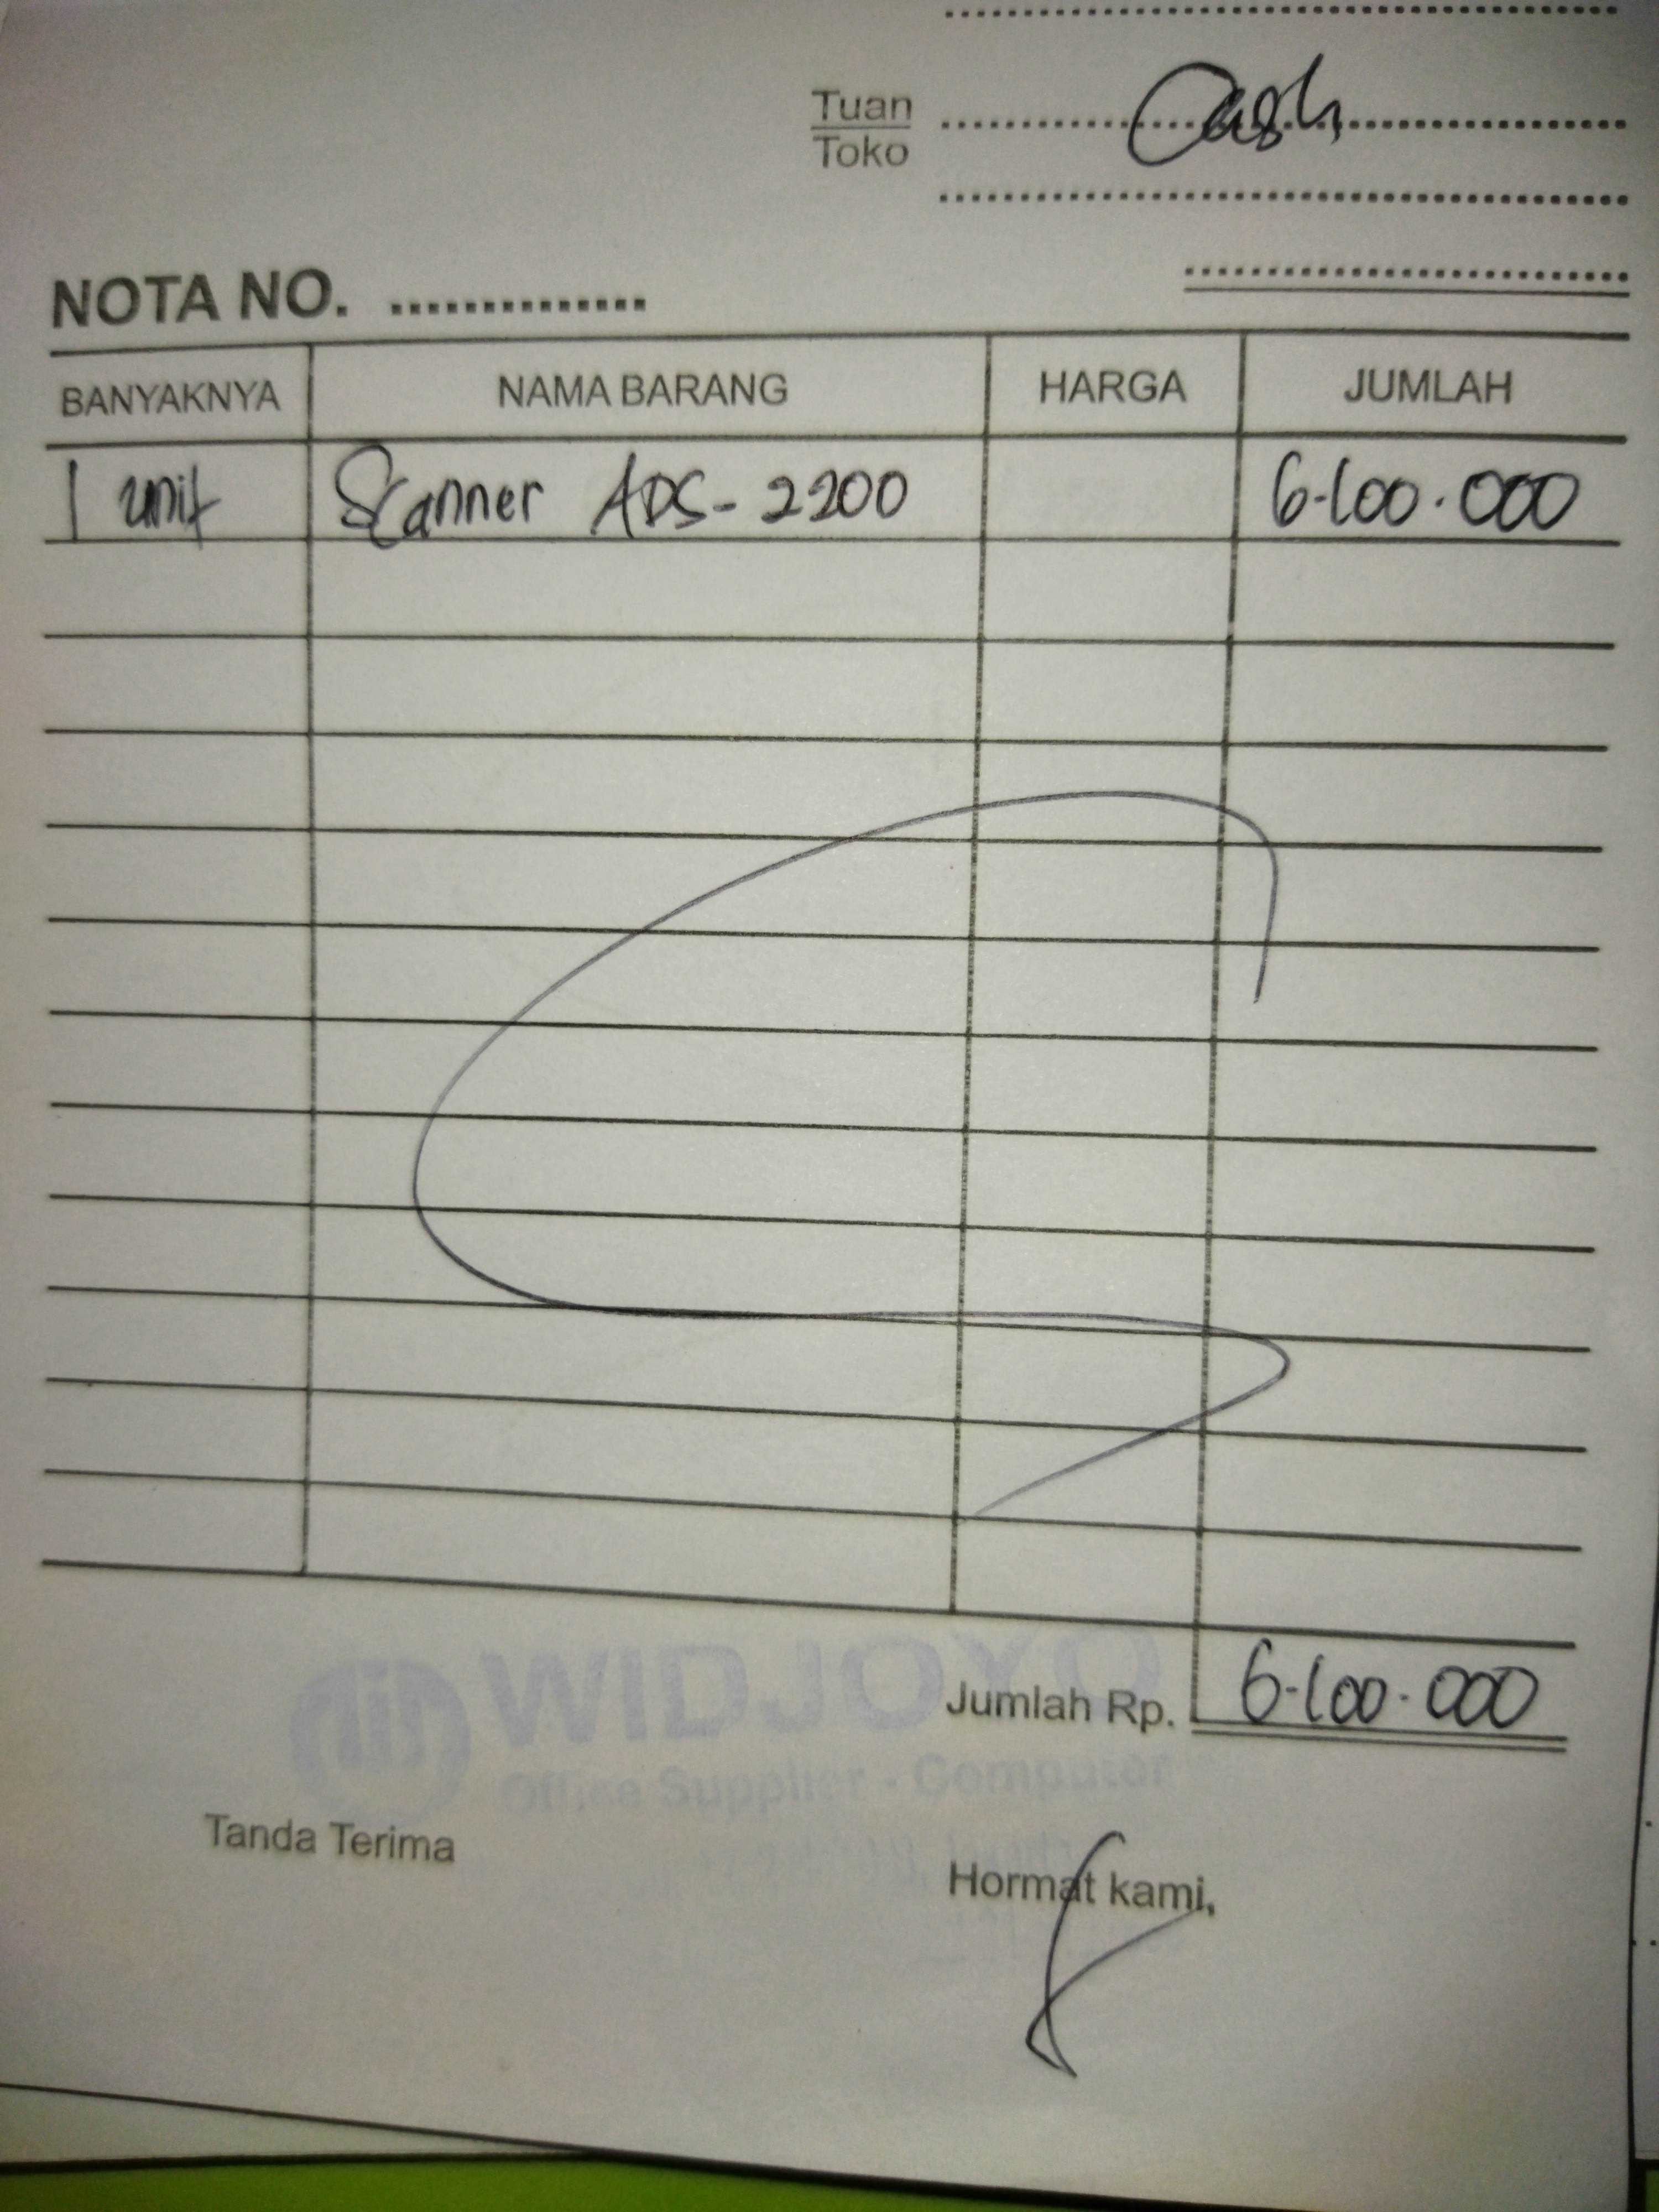 Tuan
Toko
Cash
NOTA NO.
BANYAKNYA NAMA BARANG HARGA JUMLAH
1 unit Scanner ADS-2200 6.100.000
Jumlah Rp. 6.100.000
WIDJOYO
Office Supplier - Computer
Tanda Terima
Hormat kami,